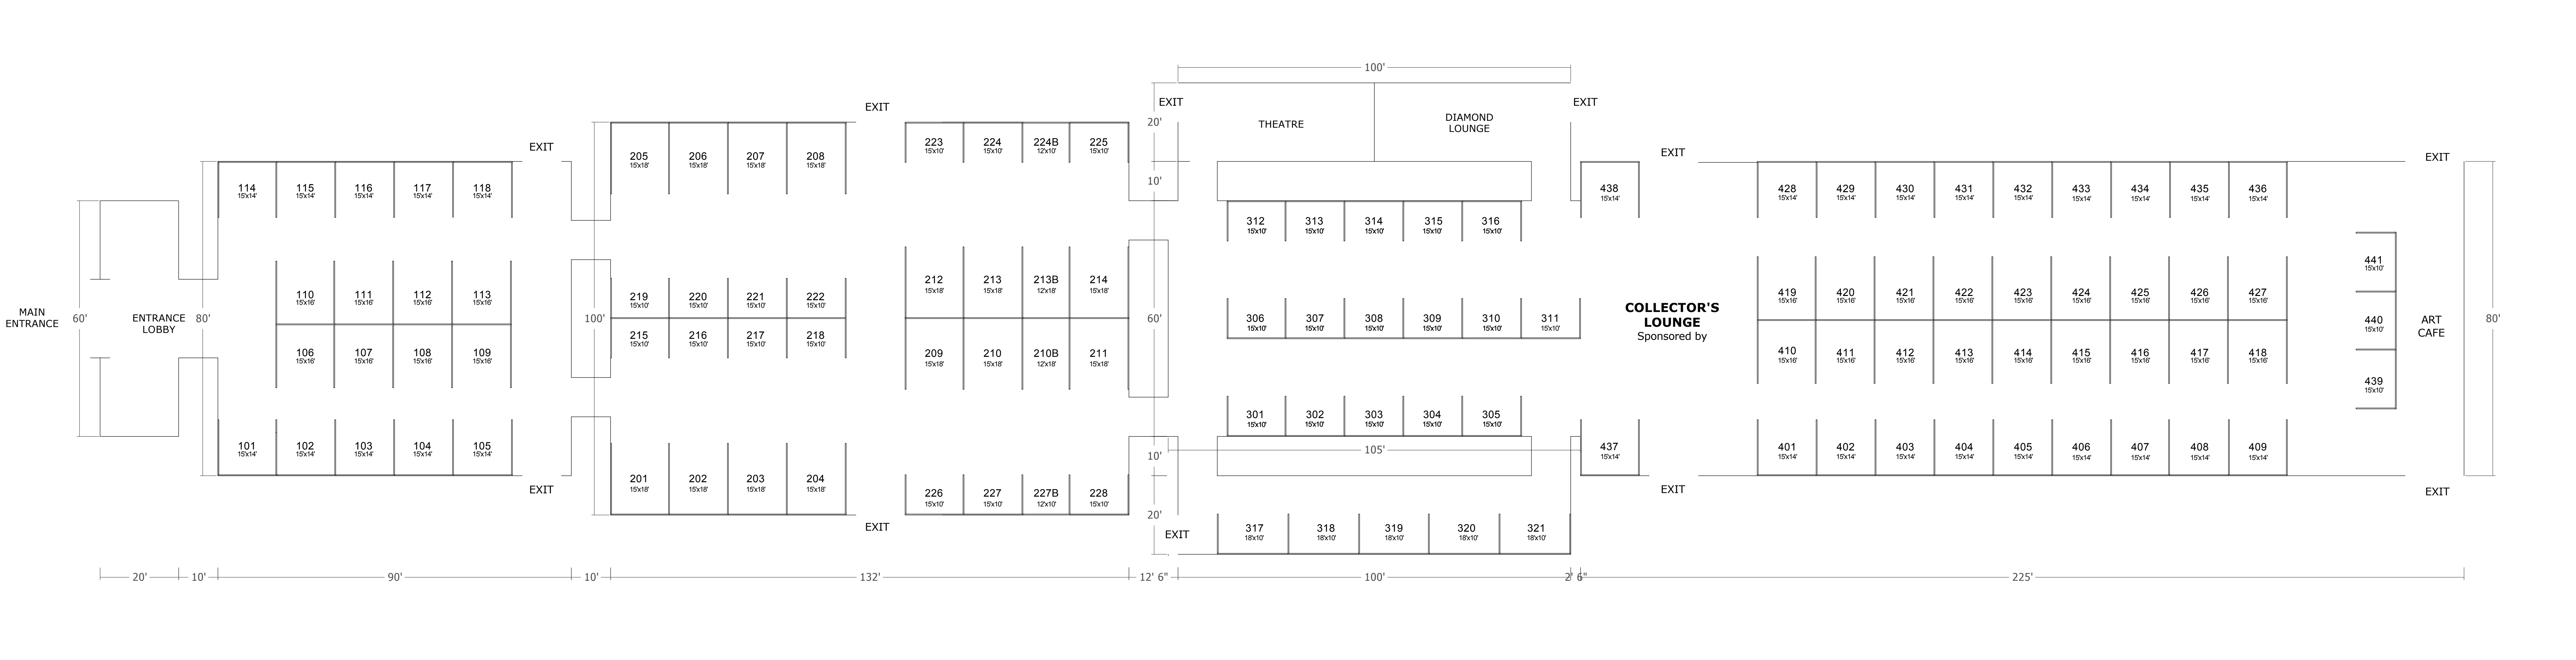 100'
EXIT
EXIT
EXIT
20'
THEATRE
DIAMOND
LOUNGE
EXIT
205
15'x18'
206
15'x18'
207
15'x18'
208
15'x18'
223
15'x10'
224
15'x10'
224B
12'x10'
225
15'x10'
EXIT
EXIT
114
15'x14'
115
15'x14'
116
15'x14'
117
15'x14'
118
15'x14'
10'
438
15'x14'
428
15'x14'
429
15'x14'
430
15'x14'
431
15'x14'
432
15'x14'
433
15'x14'
434
15'x14'
435
15'x14'
436
15'x14'
312
15'x10'
313
15'x10'
314
15'x10'
315
15'x10'
316
15'x10'
441
15'x10'
110
15'x16'
111
15'x16'
112
15'x16'
113
15'x16'
219
15'x10'
220
15'x10'
221
15'x10'
222
15'x10'
212
15'x18'
213
15'x18'
213B
12'x18'
214
15'x18'
419
15'x16'
420
15'x16'
421
15'x16'
422
15'x16'
423
15'x16'
424
15'x16'
425
15'x16'
426
15'x16'
427
15'x16'
MAIN
ENTRANCE
60'
ENTRANCE
LOBBY
80'
100'
60'
306
15'x10'
307
15'x10'
308
15'x10'
309
15'x10'
310
15'x10'
311
15'x10'
COLLECTOR'S
LOUNGE
Sponsored by
440
15'x10'
ART
CAFE
80'
106
15'x16'
107
15'x16'
108
15'x16'
109
15'x16'
215
15'x10'
216
15'x10'
217
15'x10'
218
15'x10'
209
15'x18'
210
15'x18'
210B
12'x18'
211
15'x18'
410
15'x16'
411
15'x16'
412
15'x16'
413
15'x16'
414
15'x16'
415
15'x16'
416
15'x16'
417
15'x16'
418
15'x16'
439
15'x10'
301
15'x10'
302
15'x10'
303
15'x10'
304
15'x10'
305
15'x10'
101
15'x14'
102
15'x14'
103
15'x14'
104
15'x14'
105
15'x14'
10'
105'
437
15'x14'
401
15'x14'
402
15'x14'
403
15'x14'
404
15'x14'
405
15'x14'
406
15'x14'
407
15'x14'
408
15'x14'
409
15'x14'
EXIT
201
15'x18'
202
15'x18'
203
15'x18'
204
15'x18'
226
15'x10'
227
15'x10'
227B
12'x10'
228
15'x10'
EXIT
EXIT
20'
EXIT
EXIT
317
18'x10'
318
18'x10'
319
18'x10'
320
18'x10'
321
18'x10'
20'
10'
90'
10'
132'
12' 6"
100'
2' 6"
225'